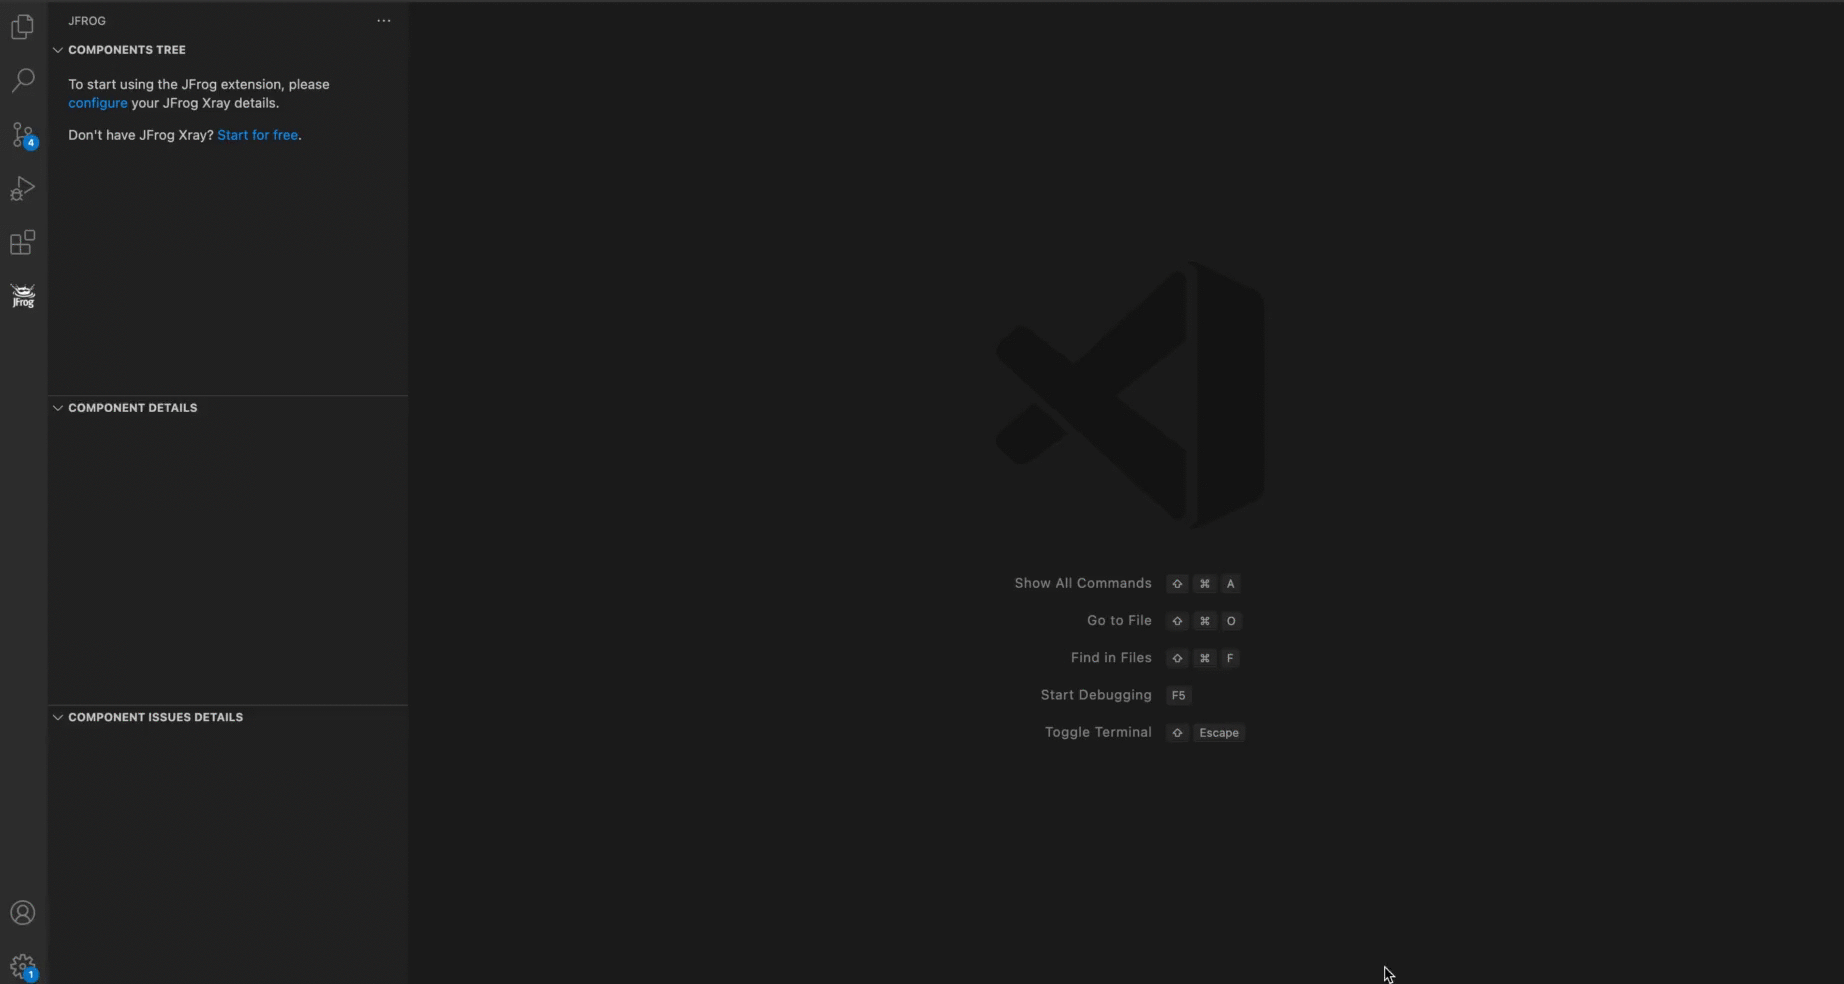 JFROG
COMPONENTS TREE
To start using the JFrog extension, please
configure your JFrog Xray details.
Don't have JFrog Xray? Start for free.
4
JFrog
COMPONENT DETAILS
Show All Commands ⇧ ⌘ A
Go to File ⇧ ⌘ O
Find in Files ⇧ ⌘ F
Start Debugging F5
COMPONENT ISSUES DETAILS
Toggle Terminal ⇧ Escape
1